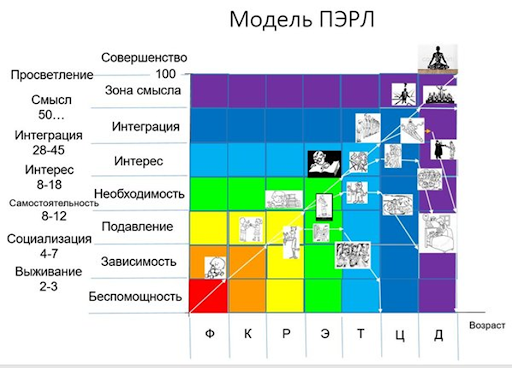 Модель ПЭРЛ
Совершенство
100
Просветление
Зона смысла
Смысл
50…
Интеграция
Интеграция
28-45
Интерес
Интерес
8-18
Необходимость
Самостоятельность
8-12
Подавление
Социализация
4-7
Зависимость
Выживание
2-3
Беспомощность
Возраст
Ф К Р Э Т Ц Д